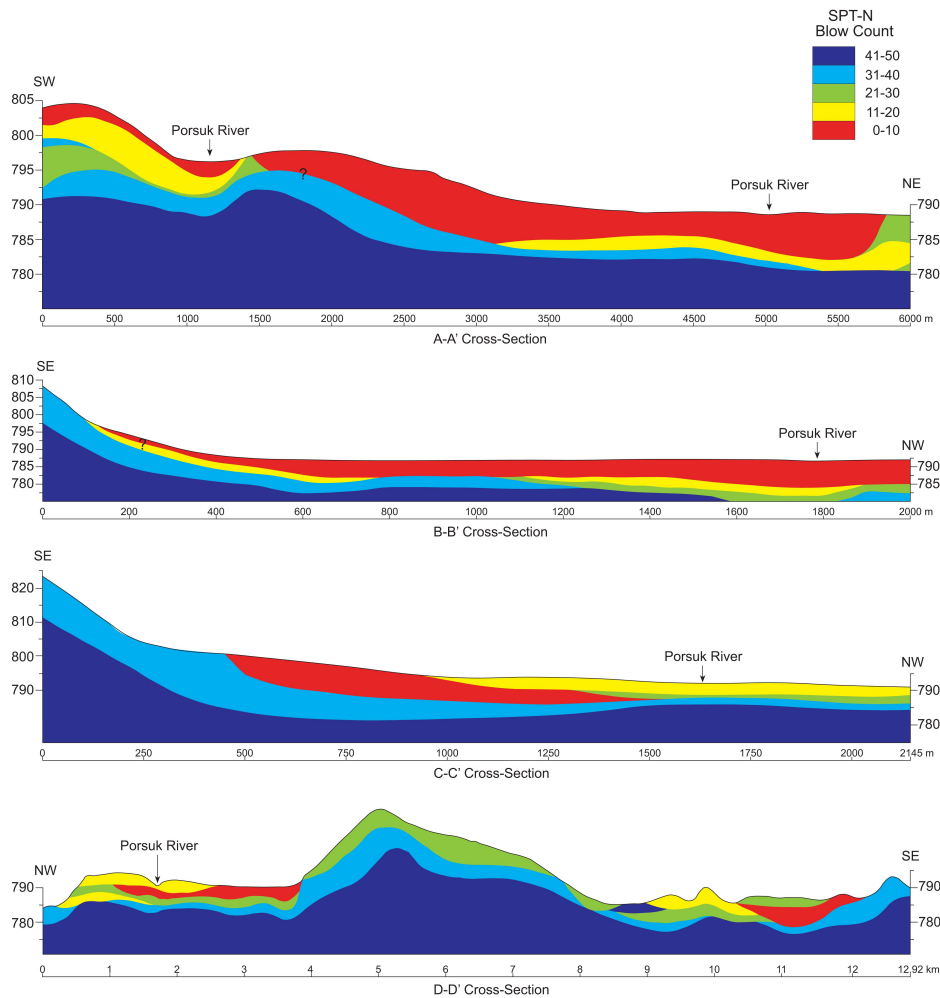 SPT-N
Blow Count
41-50
31-40
21-30
11-20
0-10
SW
805
800
795
790
785
780
Porsuk River
?
Porsuk River
NE
790
785
780
0 500 1000 1500 2000 2500 3000 3500 4000 4500 5000 5500 6000 m
A-A' Cross-Section
SE
810
805
800
795
790
785
780
?
Porsuk River
NW
790
785
0 200 400 600 800 1000 1200 1400 1600 1800 2000 m
B-B' Cross-Section
SE
820
810
800
790
Porsuk River
NW
790
780
0 250 500 750 1000 1250 1500 1750 2000 2145 m
C-C' Cross-Section
NW
790
780
Porsuk River
SE
790
780
0 1 2 3 4 5 6 7 8 9 10 11 12 12,92 km
D-D' Cross-Section